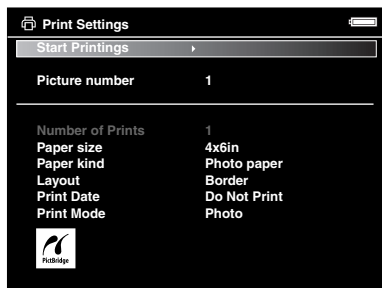 Print Settings
Start Printings
Picture number 1
Number of Prints 1
Paper size 4x6in
Paper kind Photo paper
Layout Border
Print Date Do Not Print
Print Mode Photo
PictBridge